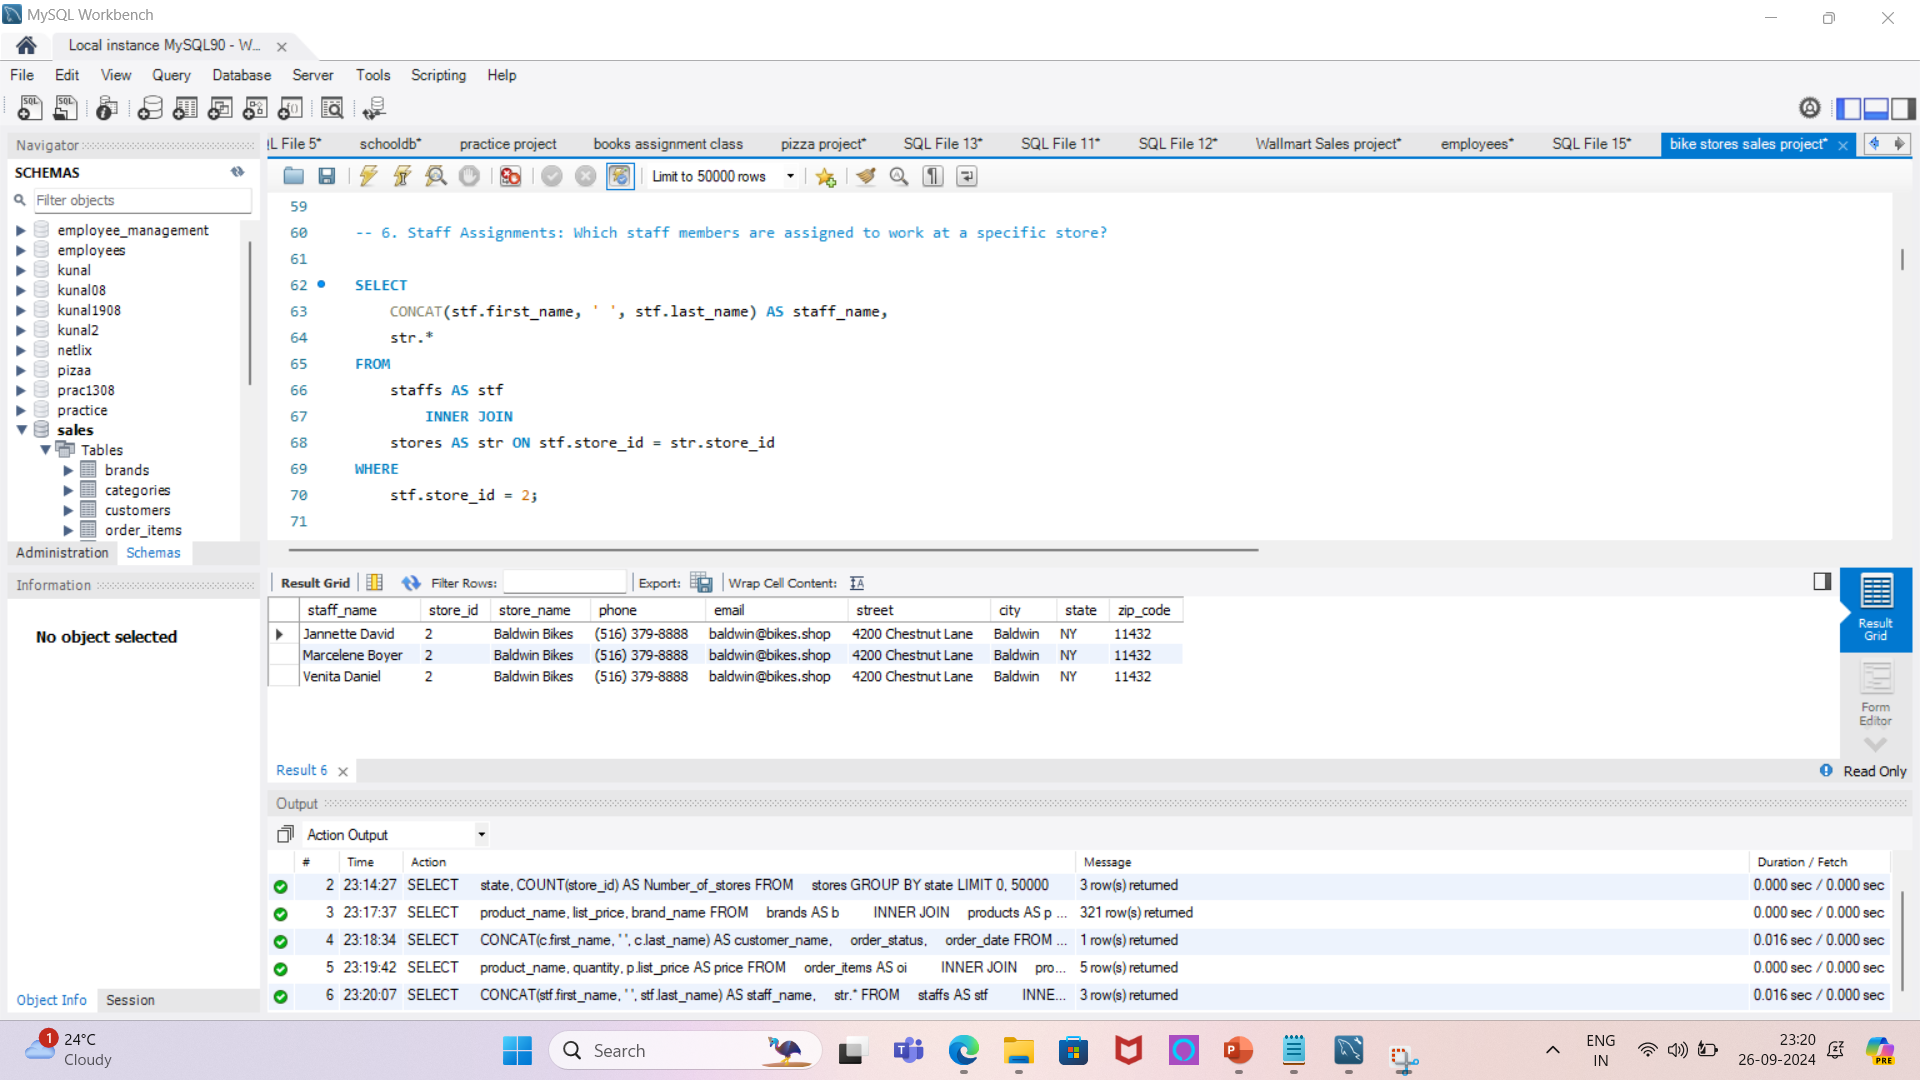 MySQL Workbench
Local instance MySQL90 - W...
File Edit View Query Database Server Tools Scripting Help
Navigator
L File 5* schooldb* practice project books assignment class pizza project* SQL File 13* SQL File 11* SQL File 12* Wallmart Sales project* employees* SQL File 15* bike stores sales project*
SCHEMAS
Limit to 50000 rows
Filter objects
employee_management
employees
kunal
kunal08
kunal1908
kunal2
netlix
pizaa
prac1308
practice
sales
Tables
brands
categories
customers
order_items
Administration Schemas
59
60 -- 6. Staff Assignments: Which staff members are assigned to work at a specific store?
61
62 SELECT
63 CONCAT(stf.first_name, ' ', stf.last_name) AS staff_name,
64 str.*
65 FROM
66 staffs AS stf
67 INNER JOIN
68 stores AS str ON stf.store_id = str.store_id
69 WHERE
70 stf.store_id = 2;
71
Information
No object selected
Object Info Session
Result Grid Filter Rows: Export: Wrap Cell Content:
staff_name store_id store_name phone email street city state zip_code
Jannette David 2 Baldwin Bikes (516) 379-8888 baldwin@bikes.shop 4200 Chestnut Lane Baldwin NY 11432
Marcelene Boyer 2 Baldwin Bikes (516) 379-8888 baldwin@bikes.shop 4200 Chestnut Lane Baldwin NY 11432
Venita Daniel 2 Baldwin Bikes (516) 379-8888 baldwin@bikes.shop 4200 Chestnut Lane Baldwin NY 11432
Result
Grid
Form
Editor
Result 6
Read Only
Output
Action Output
# Time Action Message Duration / Fetch
2 23:14:27 SELECT state, COUNT(store_id) AS Number_of_stores FROM stores GROUP BY state LIMIT 0, 50000 3 row(s) returned 0.000 sec / 0.000 sec
3 23:17:37 SELECT product_name, list_price, brand_name FROM brands AS b INNER JOIN products AS p ... 321 row(s) returned 0.000 sec / 0.000 sec
4 23:18:34 SELECT CONCAT(c.first_name, ' ', c.last_name) AS customer_name, order_status, order_date FROM ... 1 row(s) returned 0.016 sec / 0.000 sec
5 23:19:42 SELECT product_name, quantity, p.list_price AS price FROM order_items AS oi INNER JOIN pro... 5 row(s) returned 0.000 sec / 0.000 sec
6 23:20:07 SELECT CONCAT(stf.first_name, ' ', stf.last_name) AS staff_name, str.* FROM staffs AS stf INNE... 3 row(s) returned 0.016 sec / 0.000 sec
1
24°C
Cloudy
Search
ENG
IN
23:20
26-09-2024
PRE